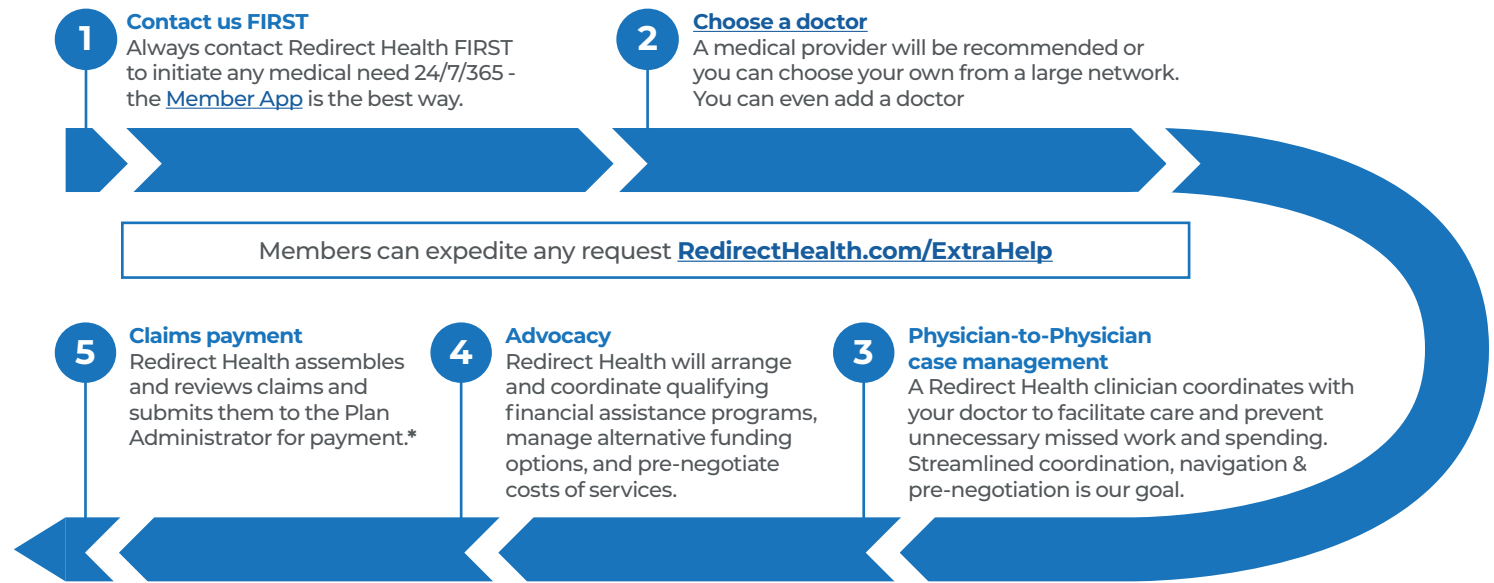 1
Contact us FIRST
Always contact Redirect Health FIRST
to initiate any medical need 24/7/365 -
the Member App is the best way.
2
Choose a doctor
A medical provider will be recommended or
you can choose your own from a large network.
You can even add a doctor
Members can expedite any request RedirectHealth.com/ExtraHelp
3
Physician-to-Physician
case management
A Redirect Health clinician coordinates with
your doctor to facilitate care and prevent
unnecessary missed work and spending.
Streamlined coordination, navigation &
pre-negotiation is our goal.
4
Advocacy
Redirect Health will arrange
and coordinate qualifying
financial assistance programs,
manage alternative funding
options, and pre-negotiate
costs of services.
5
Claims payment
Redirect Health assembles
and reviews claims and
submits them to the Plan
Administrator for payment.*